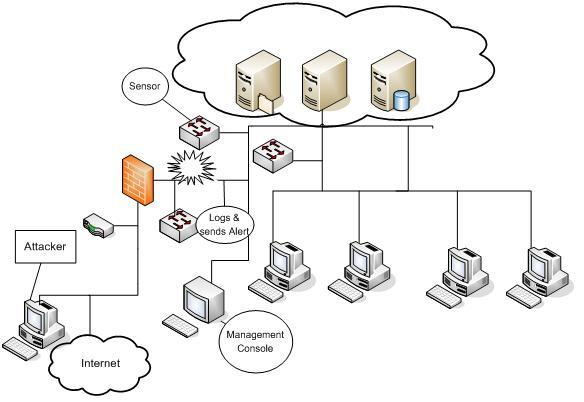 Sensor
Logs &
sends Alert
Attacker
Management
Console
Internet